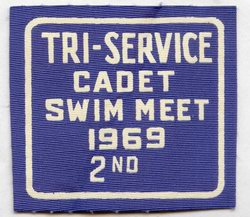 TRI-SERVICE
CADET
SWIM MEET
1969
2ND